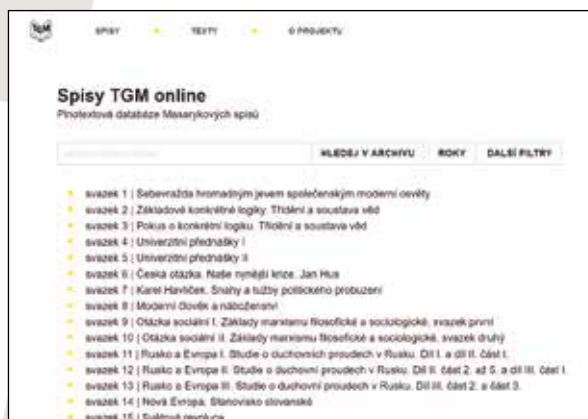 TGM
SPISY TEXTY O PROJEKTU
Spisy TGM online
Plnotextová databáze Masarykových spisů
HLEDEJ V ARCHIVU ROKY DALŠÍ FILTRY
svazek 1 | Sebevražda hromadným jevem společenským moderní osvěty
svazek 2 | Základové konkrétné logiky. Třídění a soustava věd
svazek 3 | Pokus o konkrétní logiku. Třídění a soustava věd
svazek 4 | Univerzitní přednášky I
svazek 5 | Univerzitní přednášky II
svazek 6 | Česká otázka. Naše nynější krize. Jan Hus
svazek 7 | Karel Havlíček. Snahy a tužby politického probuzení
svazek 8 | Moderní člověk a náboženství
svazek 9 | Otázka sociální I. Základy marxismu filosofické a sociologické, svazek první
svazek 10 | Otázka sociální II. Základy marxismu filosofické a sociologické, svazek druhý
svazek 11 | Rusko a Evropa I. Studie o duchovních proudech v Rusku. Díl I. a díl II. část I.
svazek 12 | Rusko a Evropa II. Studie o duchovní proudech v Rusku. Díl II. část 2. až 5. a díl III. část I.
svazek 13 | Rusko a Evropa III. Studie o duchovní proudech v Rusku. Díl III. část 2. a část 3.
svazek 14 | Nová Evropa. Stanovisko slovanské
svazek 15 | Světová revoluce